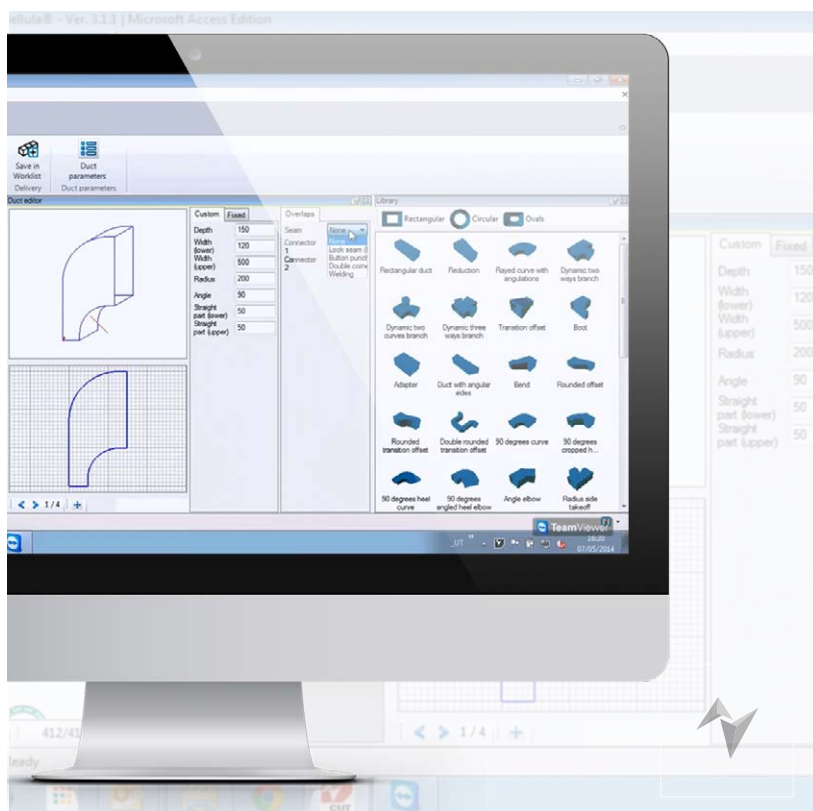 ellula® - Ver. 3.1.1 | Microsoft Access Edition
Save in
Worklist
Duct
parameters
Delivery
Duct parameters
Duct editor
Library
Custom
Fixed
Overlaps
Depth
150
Width
(lower)
120
Width
(upper)
500
Radius
200
Angle
90
Straight
part (lower)
50
Straight
part (upper)
50
Seam
None
Connector
1
Connector
2
None
Button punch
Welding
Rectangular
Circular
Ovals
Rectangular duct
Reduction
Rayed curve with
angulations
Dynamic two
ways branch
Dynamic two
curves branch
Dynamic three
ways branch
Transition offset
Boot
Adapter
Duct with angular
sides
Bend
Rounded offset
Rounded
transition offset
Double rounded
transition offset
90 degrees curve
90 degrees
cropped h...
90 degrees heel
curve
90 degrees
angled heel elbow
Angle elbow
Radius side
takeoff
1/4
TeamViewer
16:20
07/05/2014
Custom
Fixed
Depth
150
Width
(lower)
120
Width
(upper)
500
Radius
200
Angle
90
Straight
part (lower)
50
Straight
part (upper)
50
412/41
1/4
eady
CUT